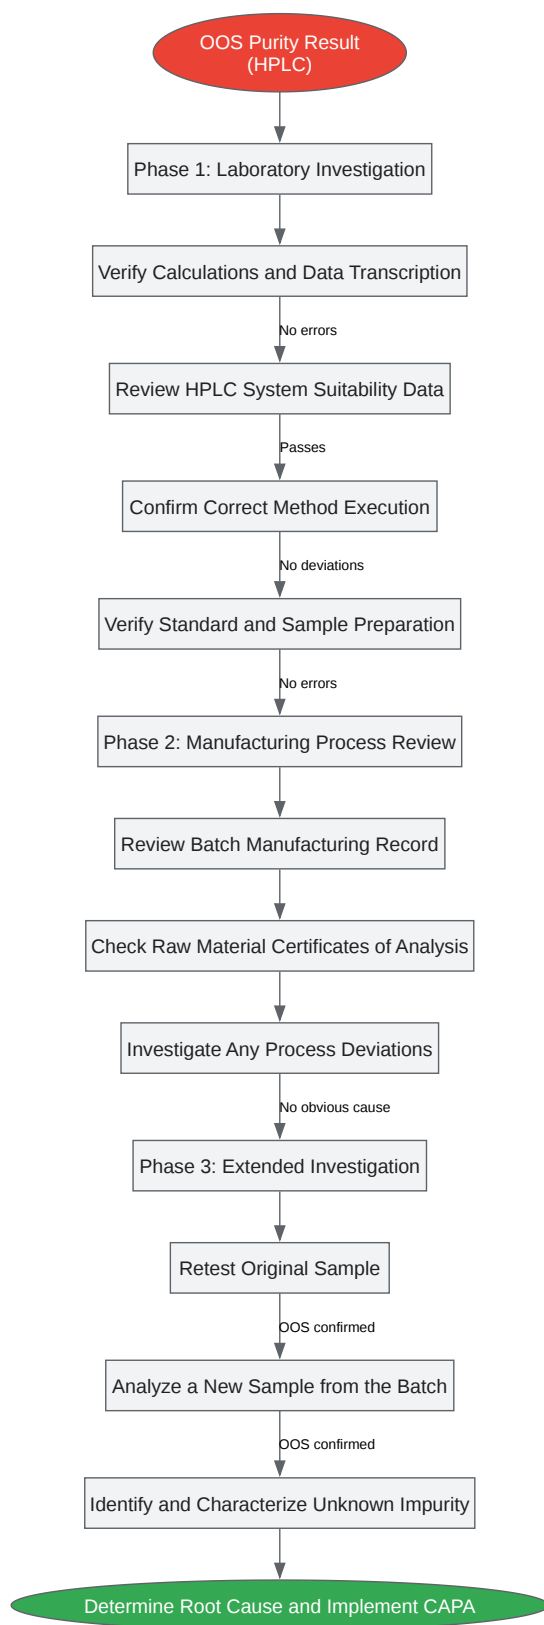 OOS Purity Result
(HPLC)
Phase 1: Laboratory Investigation
Verify Calculations and Data Transcription
No errors
Review HPLC System Suitability Data
Passes
Confirm Correct Method Execution
No deviations
Verify Standard and Sample Preparation
No errors
Phase 2: Manufacturing Process Review
Review Batch Manufacturing Record
Check Raw Material Certificates of Analysis
Investigate Any Process Deviations
No obvious cause
Phase 3: Extended Investigation
Retest Original Sample
OOS confirmed
Analyze a New Sample from the Batch
OOS confirmed
Identify and Characterize Unknown Impurity
Determine Root Cause and Implement CAPA